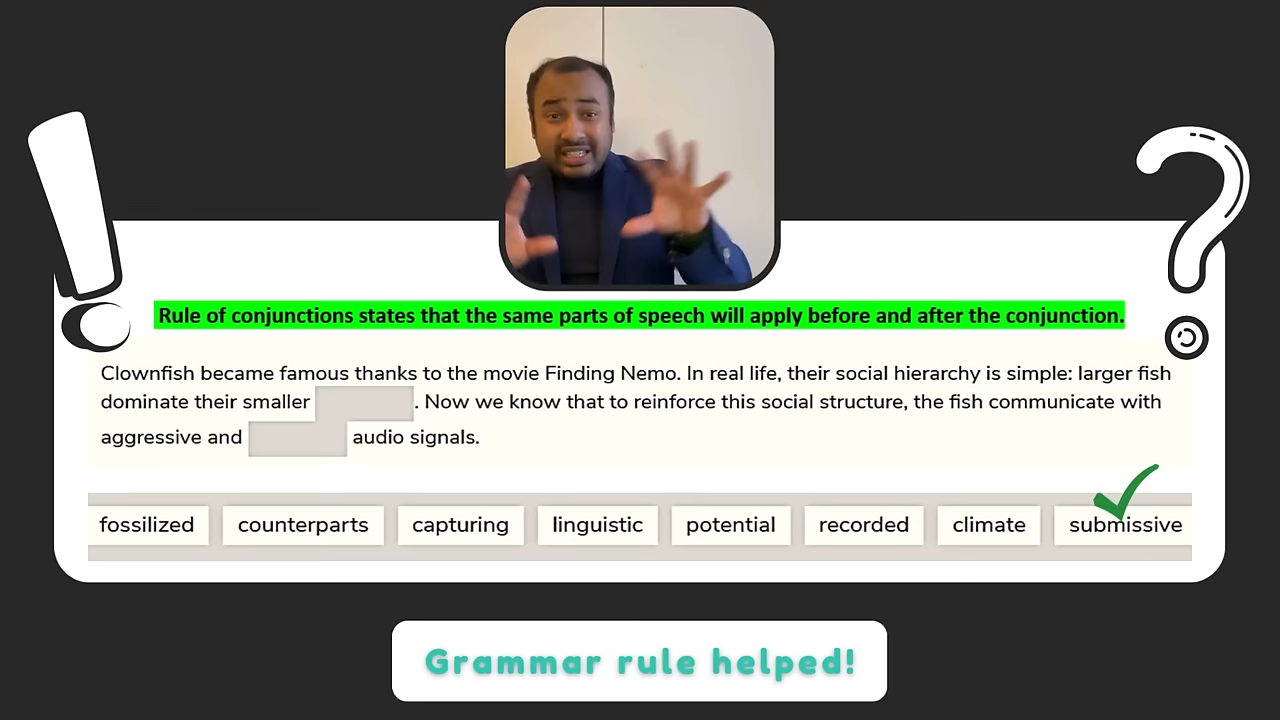 Rule of conjunctions states that the same parts of speech will apply before and after the conjunction.
Clownfish became famous thanks to the movie Finding Nemo. In real life, their social hierarchy is simple: larger fish
dominate their smaller . Now we know that to reinforce this social structure, the fish communicate with
aggressive and audio signals.
fossilized counterparts capturing linguistic potential recorded climate submissive
Grammar rule helped!